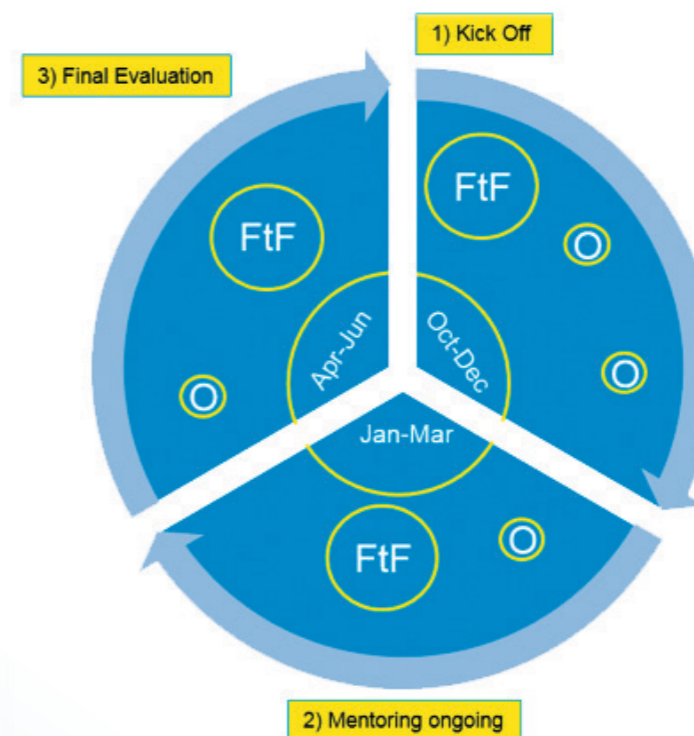 1) Kick Off
3) Final Evaluation
FtF
FtF
O
Apr-Jun
Oct-Dec
O
O
Jan-Mar
FtF
O
2) Mentoring ongoing